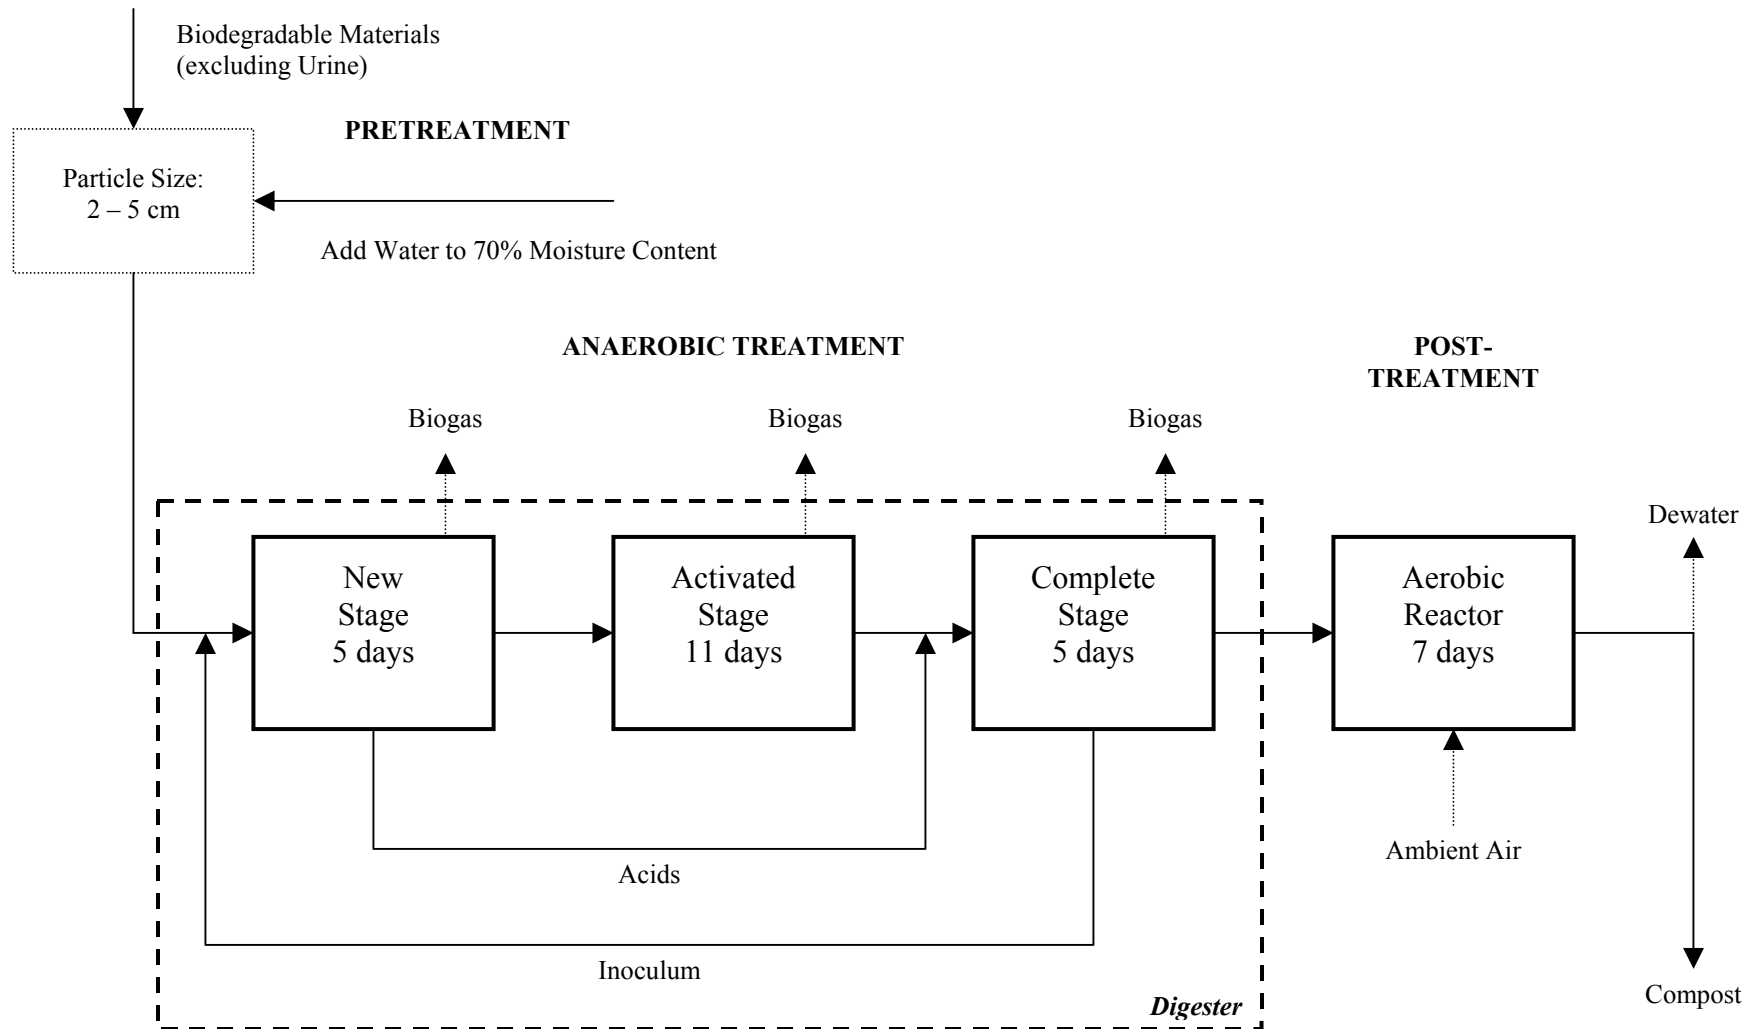 Biodegradable Materials
(excluding Urine)
PRETREATMENT
Particle Size:
2 – 5 cm
Add Water to 70% Moisture Content
ANAEROBIC TREATMENT
POST-
TREATMENT
Biogas
Biogas
Biogas
Dewater
New
Stage
5 days
Activated
Stage
11 days
Complete
Stage
5 days
Aerobic
Reactor
7 days
Ambient Air
Acids
Inoculum
Digester
Compost